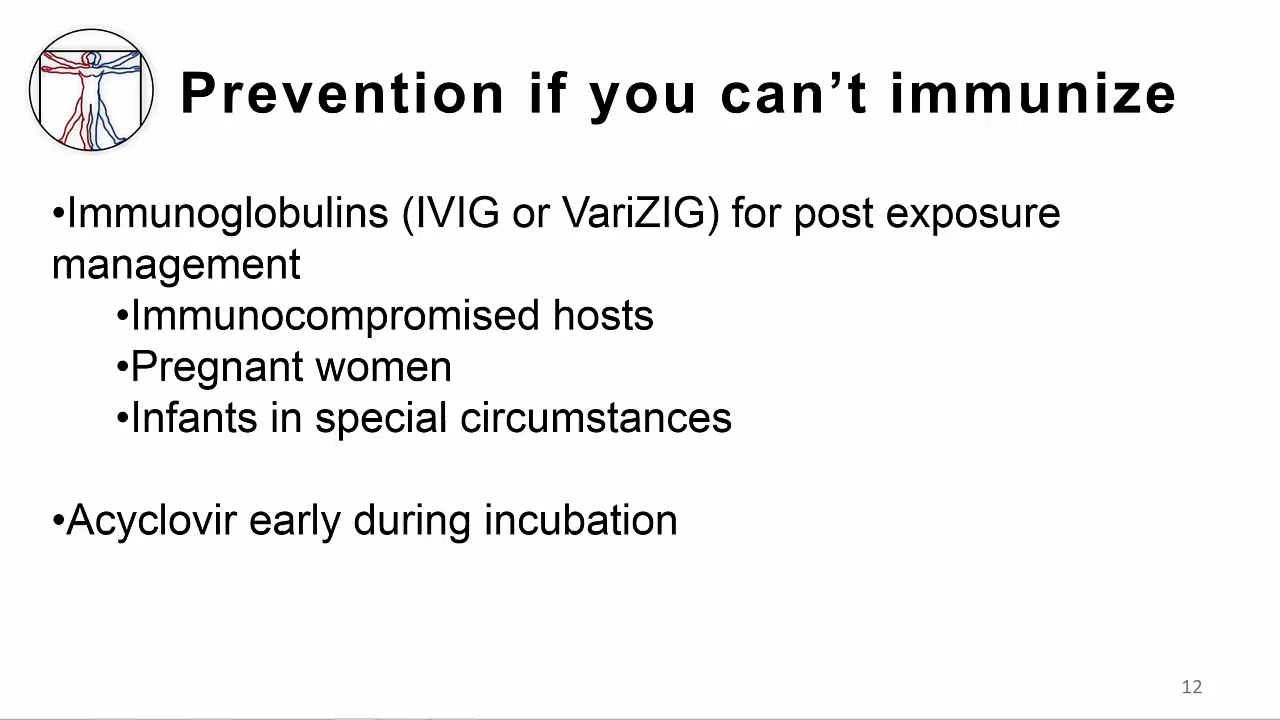 Prevention if you can’t immunize
•Immunoglobulins (IVIG or VariZIG) for post exposure
management
•Immunocompromised hosts
•Pregnant women
•Infants in special circumstances
•Acyclovir early during incubation
12